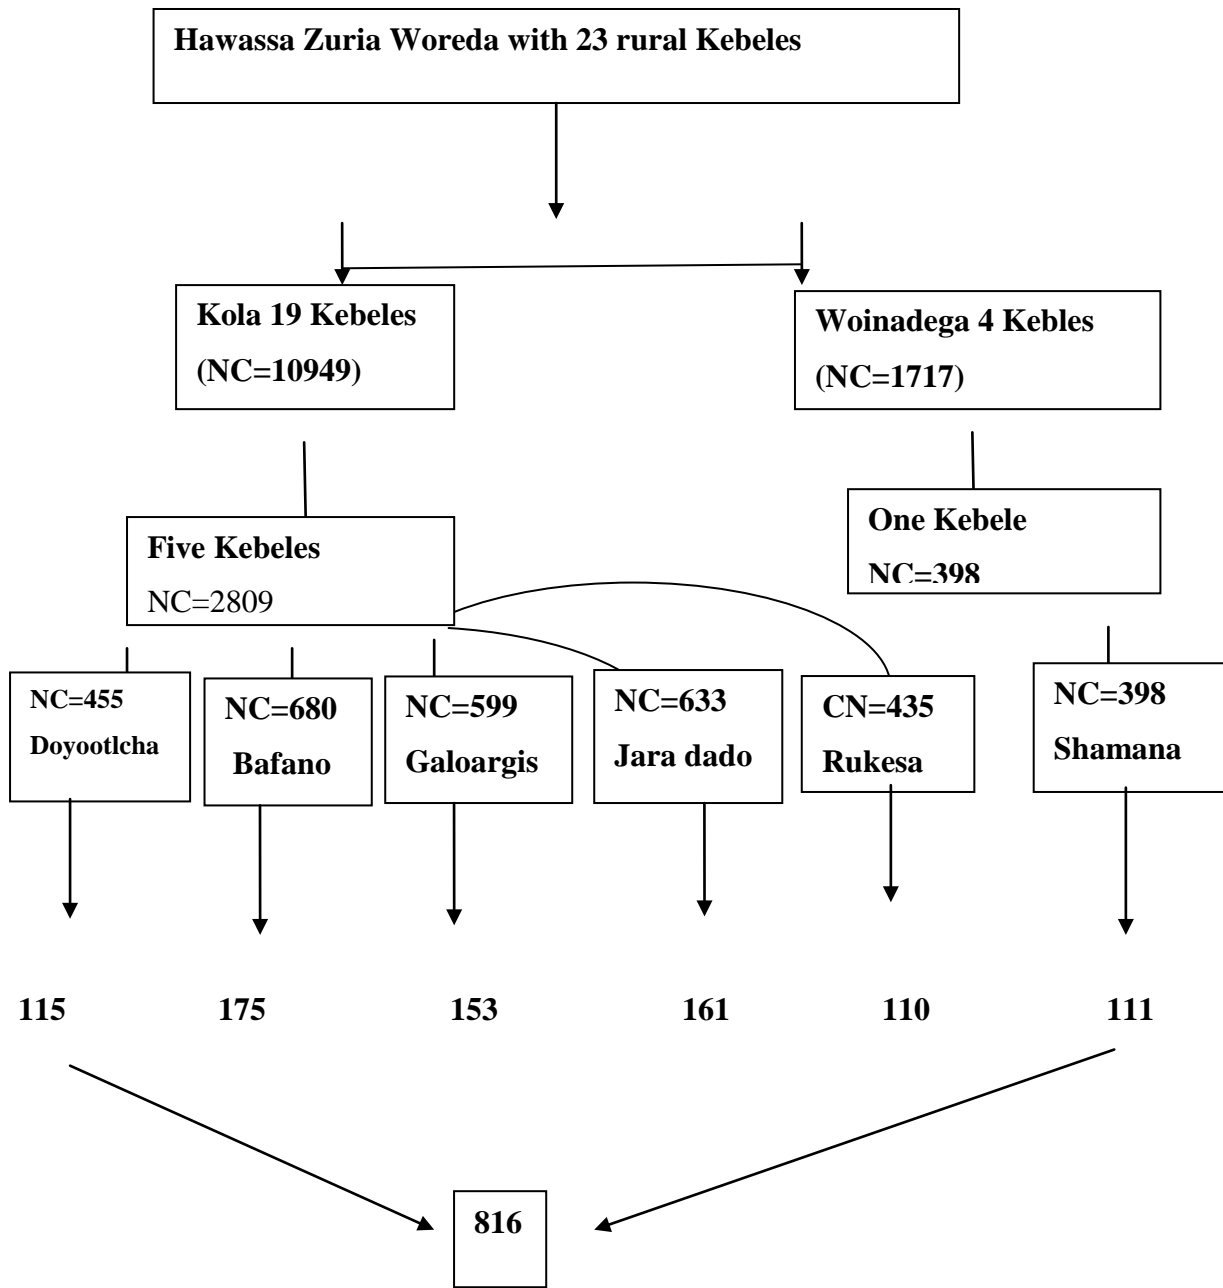 Hawassa Zuria Woreda with 23 rural Kebeles
Kola 19 Kebeles
(NC=10949)
Woinadega 4 Kebles
(NC=1717)
Five Kebeles
NC=2809
One Kebele
NC=398
NC=455
Doyootlcha
NC=680
Bafano
NC=599
Galoargis
NC=633
Jara dado
CN=435
Rukesa
NC=398
Shamana
115
175
153
161
110
111
816